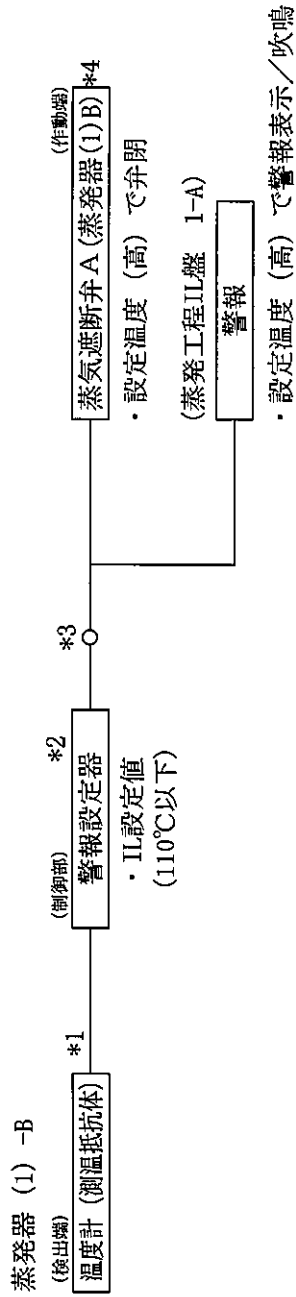 蒸発器 (1) -B
(検出端)
温度計 (測温抵抗体)
*1
(制御部)
*2
警報設定器
・IL設定値
(110℃以下)
*3
(作動端)
蒸気遮断弁A (蒸発器(1)B)
*4
・設定温度 (高) で弁閉
(蒸発工程IL盤 1-A)
警報
・設定温度 (高) で警報表示/吹鳴